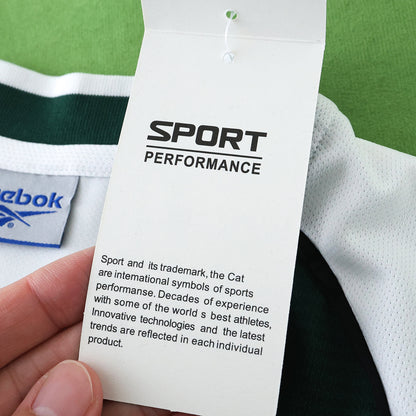 SPORT
PERFORMANCE
Reebok
Sport and its trademark, the Cat
are international symbols of sports
performanse. Decades of experience
with some of the world s best athletes,
Innovative technologies and the latest
trends are reflected in each individual
product.